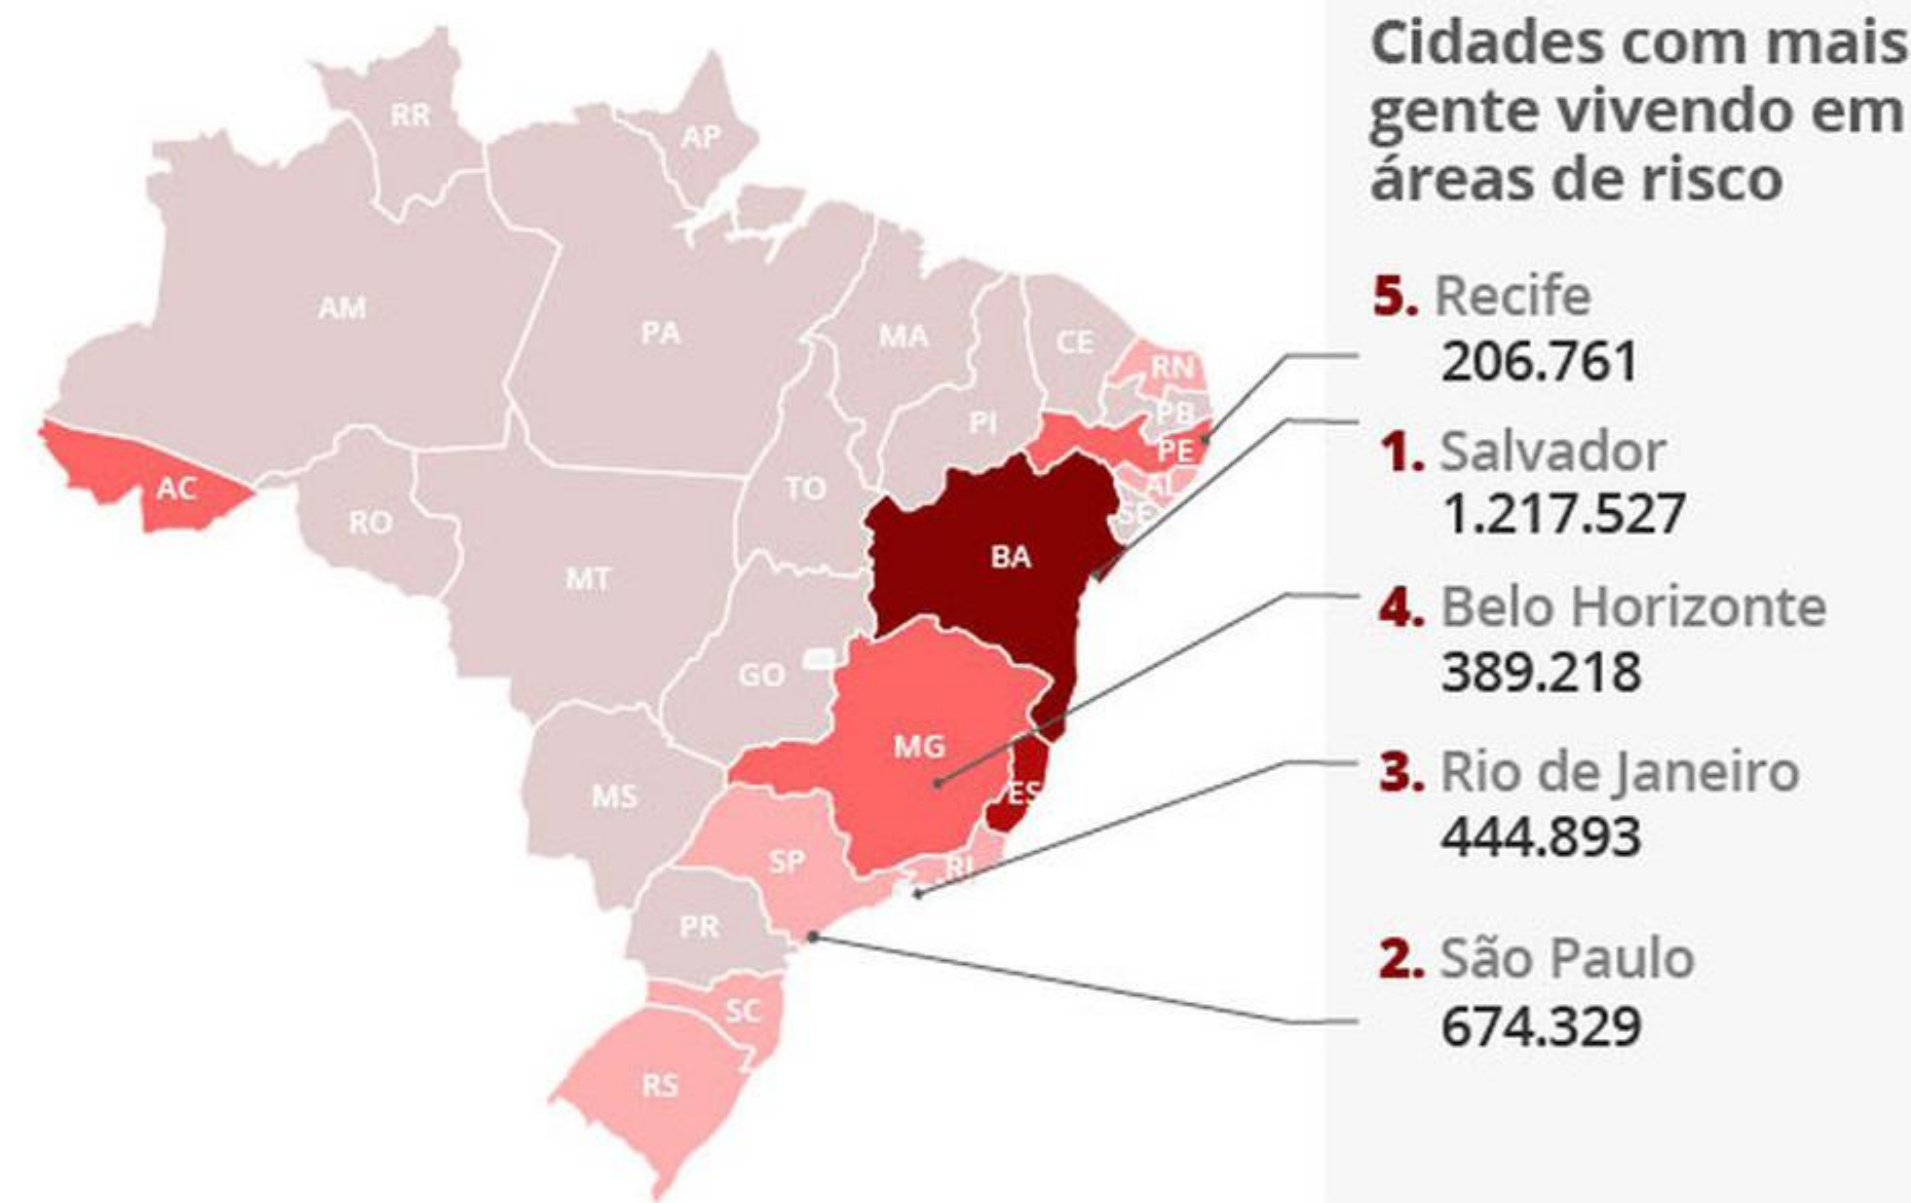 Cidades com mais
gente vivendo em
áreas de risco
RR
AP
AM
PA
MA
CE
RN
PB
PI
PE
AL
AC
TO
SE
RO
BA
MT
GO
MG
MS
ES
SP
RJ
PR
SC
RS
5. Recife
206.761
1. Salvador
1.217.527
4. Belo Horizonte
389.218
3. Rio de Janeiro
444.893
2. São Paulo
674.329